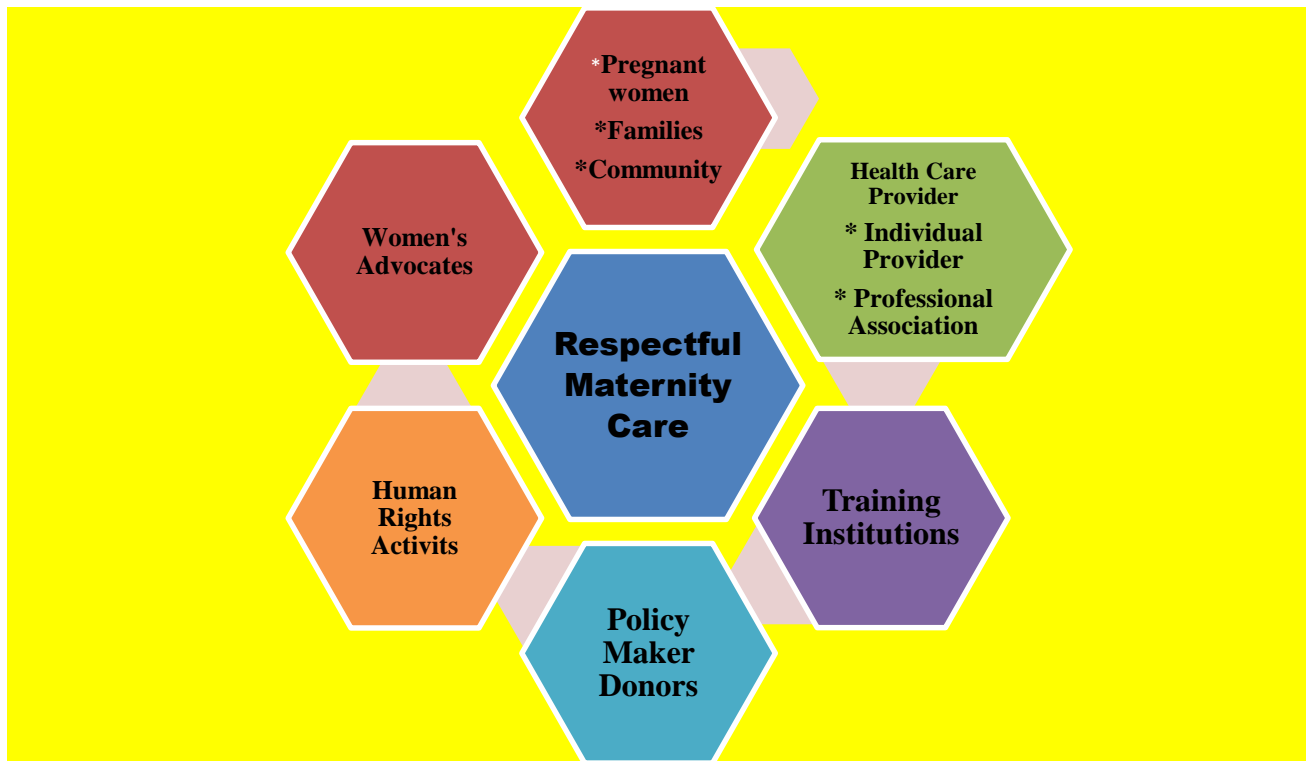 *Pregnant
women
*Families
*Community
Health Care
Provider
* Individual
Provider
* Professional
Association
Training
Institutions
Policy
Maker
Donors
Human
Rights
Activits
Women's
Advocates
Respectful
Maternity
Care